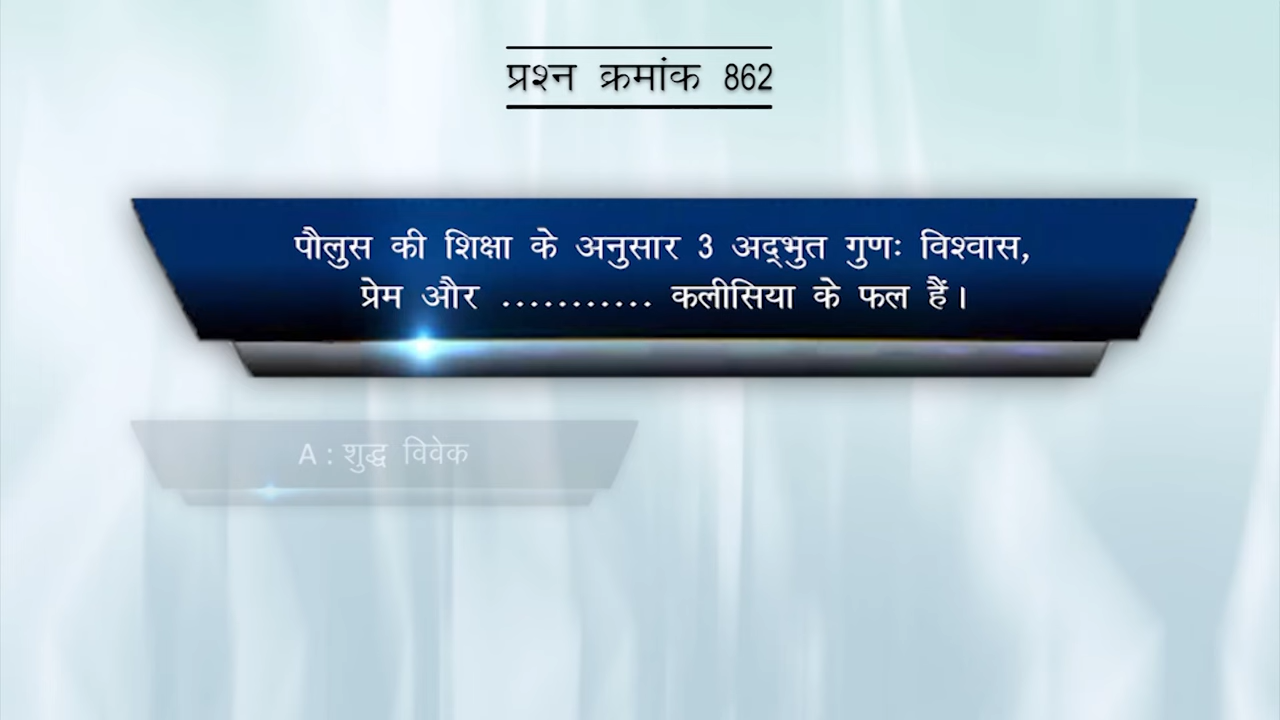 प्रश्न क्रमांक 862
पौलुस की शिक्षा के अनुसार 3 अद्भुत गुणः विश्वास,
प्रेम और ........... कलीसिया के फल हैं।
A : शुद्ध विवेक